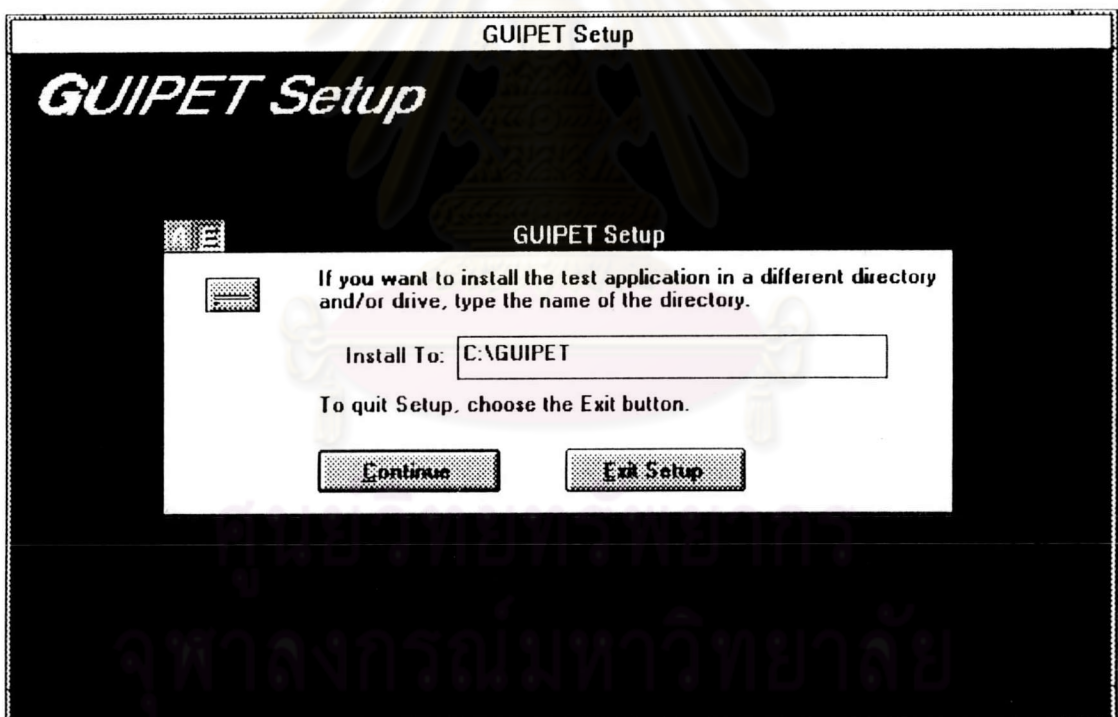 GUIPET Setup
GUIPET Setup
GUIPET Setup
If you want to install the test application in a different directory
and/or drive, type the name of the directory.
Install To: C:\GUIPET
To quit Setup, choose the Exit button.
Continue Exit Setup
ศูนย์วิทยทรัพยากร
จุฬาลงกรณ์มหาวิทยาลัย